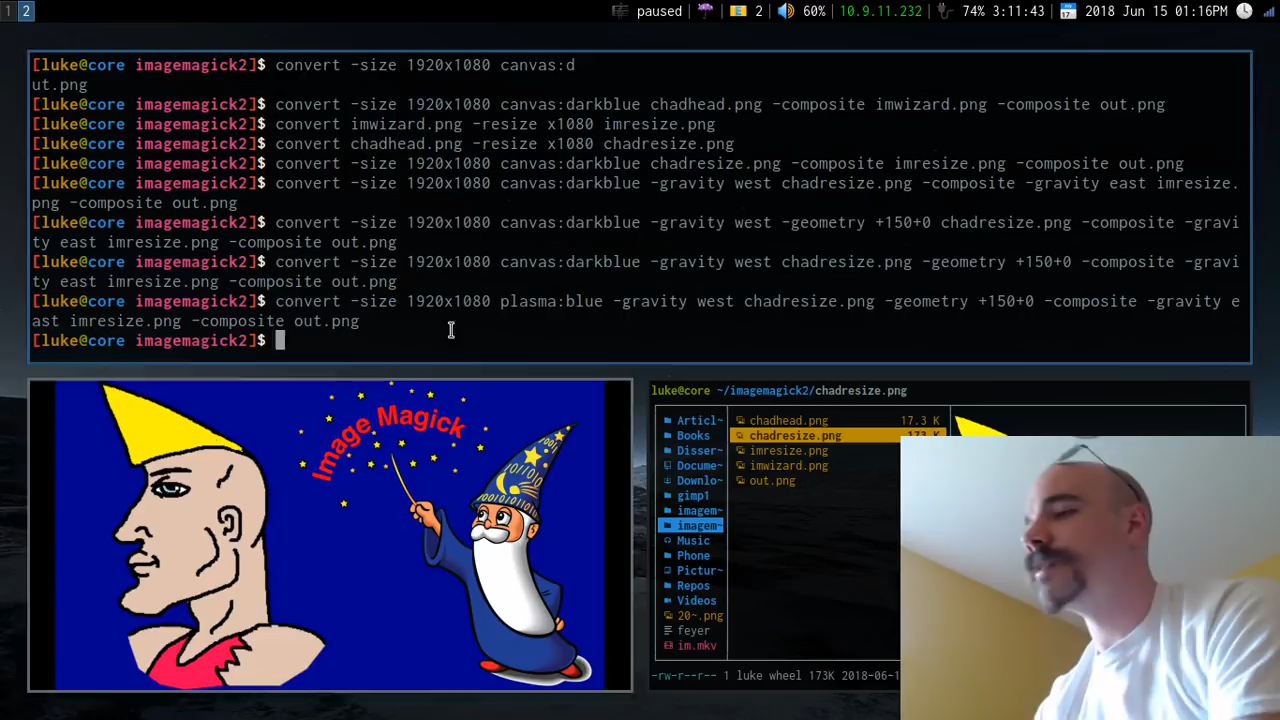 1 2 paused 2 60% 10.9.11.232 74% 3:11:43 17 2018 Jun 15 01:16PM
[luke@core imagemagick2]$ convert -size 1920x1080 canvas:d
ut.png
[luke@core imagemagick2]$ convert -size 1920x1080 canvas:darkblue chadhead.png -composite imwizard.png -composite out.png
[luke@core imagemagick2]$ convert imwizard.png -resize x1080 imresize.png
[luke@core imagemagick2]$ convert chadhead.png -resize x1080 chadresize.png
[luke@core imagemagick2]$ convert -size 1920x1080 canvas:darkblue chadresize.png -composite imresize.png -composite out.png
[luke@core imagemagick2]$ convert -size 1920x1080 canvas:darkblue -gravity west chadresize.png -composite -gravity east imresize.
png -composite out.png
[luke@core imagemagick2]$ convert -size 1920x1080 canvas:darkblue -gravity west -geometry +150+0 chadresize.png -composite -gravi
ty east imresize.png -composite out.png
[luke@core imagemagick2]$ convert -size 1920x1080 canvas:darkblue -gravity west chadresize.png -geometry +150+0 -composite -gravi
ty east imresize.png -composite out.png
[luke@core imagemagick2]$ convert -size 1920x1080 plasma:blue -gravity west chadresize.png -geometry +150+0 -composite -gravity e
ast imresize.png -composite out.png
[luke@core imagemagick2]$
Image Magick
luke@core ~/imagemagick2/chadresize.png
Articl~ chadhead.png 17.3 K
Books chadresize.png 173 K
Disser~ imresize.png
Docume~ imwizard.png
Downlo~ out.png
gimp1
imagem~
imagem~
Music
Phone
Pictur~
Repos
Videos
20~.png
feyer
im.mkv
-rw-r--r-- 1 luke wheel 173K 2018-06-1